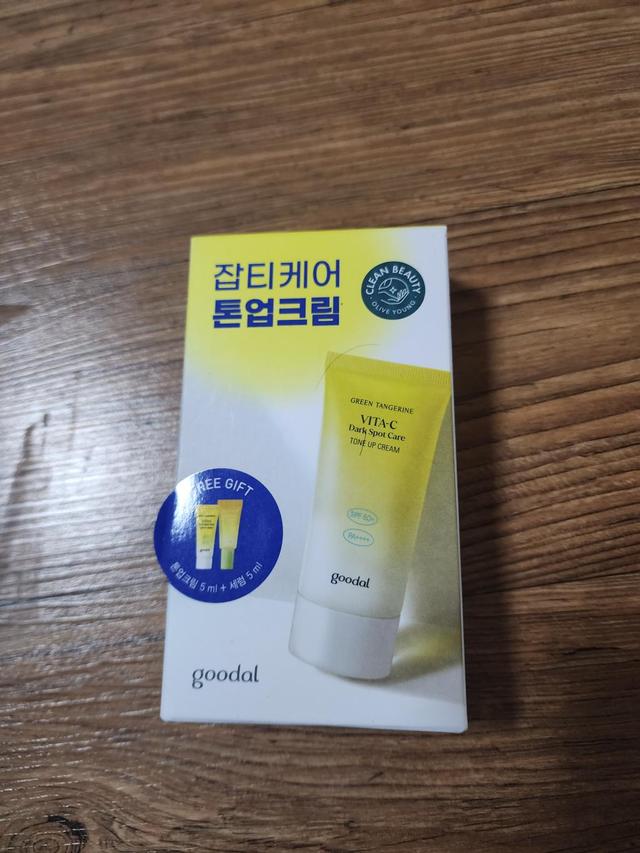 잡티케어
톤업크림
CLEAN BEAUTY
OLIVE YOUNG
GREEN TANGERINE
VITA-C
Dark Spot Care
TONE UP CREAM
SPF 50+
PA++++
goodal
REE GIFT
goodal
톤업크림 5 ml + 세럼 5 ml
goodal